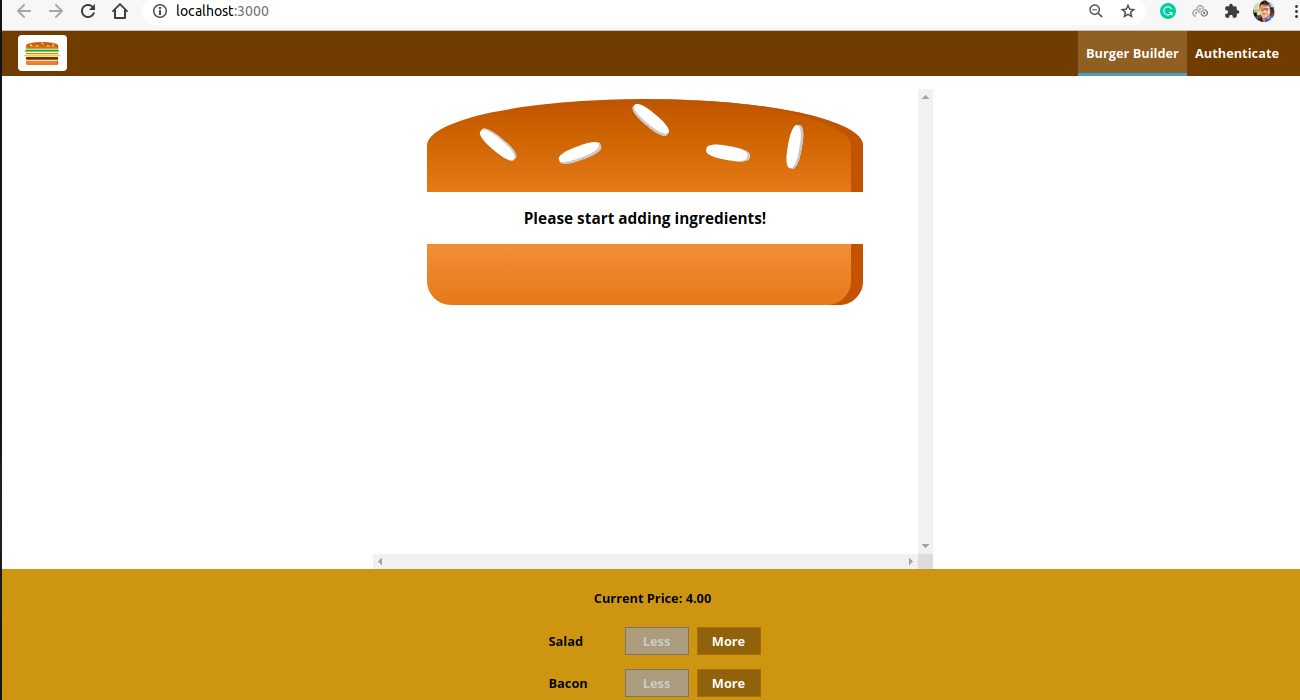 localhost:3000
Burger Builder Authenticate
Please start adding ingredients!
Current Price: 4.00
Salad Less More
Bacon Less More